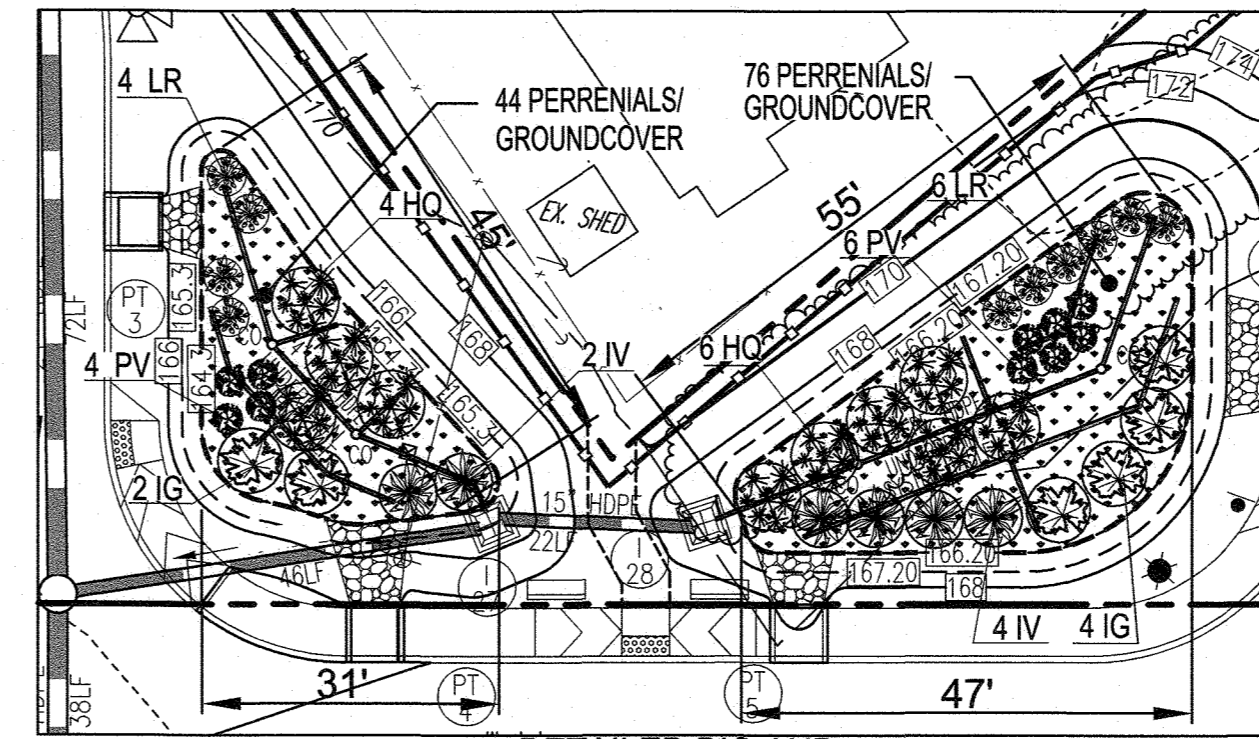 4 LR
170
44 PERRENIALS/
GROUNDCOVER
76 PERRENIALS/
GROUNDCOVER
172
174
4 HQ
45'
EX. SHED
55'
6 LR
6 PV
170
167.20
PT
3
165.3
166
164.3
72LF
4 PV
CO
166
168
165.3
2 IV
6 HQ
168
166.20
CO
2 IG
15" HDPE
22LF
46LF
I
28
166.20
167.20
168
4 IV
4 IG
31'
PT
4
PT
5
47'
38LF